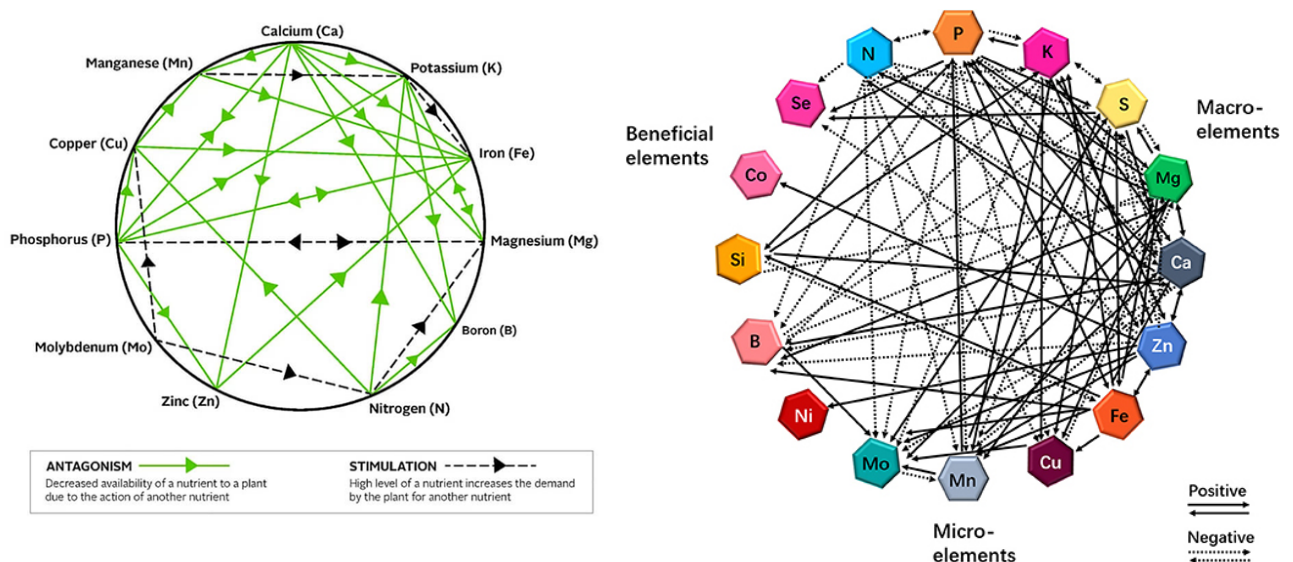 Calcium (Ca)
Manganese (Mn)
Potassium (K)
Copper (Cu)
Iron (Fe)
Phosphorus (P)
Magnesium (Mg)
Boron (B)
Molybdenum (Mo)
Zinc (Zn)
Nitrogen (N)
ANTAGONISM
Decreased availability of a nutrient to a plant
due to the action of another nutrient
STIMULATION
High level of a nutrient increases the demand
by the plant for another nutrient
P
N
K
Se
S
Macro-
elements
Beneficial
elements
Co
Mg
Si
Ca
B
Zn
Ni
Fe
Mo
Mn
Cu
Micro-
elements
Positive
Negative